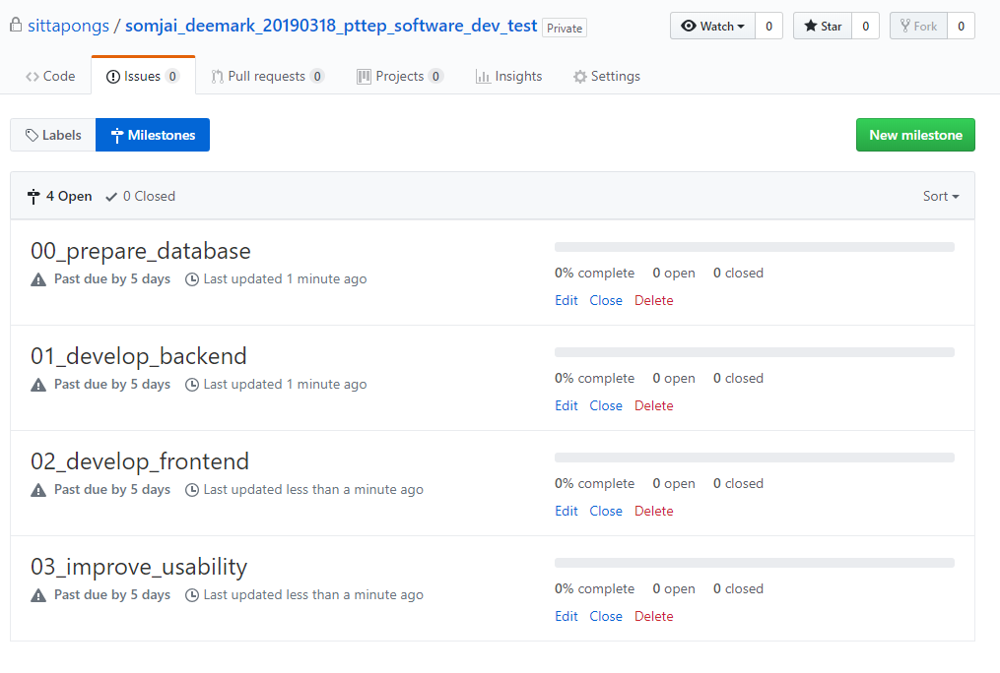 sittapongs / somjai_deemark_20190318_pttep_software_dev_test Private Watch 0 Star 0 Fork 0
Code Issues 0 Pull requests 0 Projects 0 Insights Settings
Labels Milestones New milestone
4 Open 0 Closed Sort
00_prepare_database
Past due by 5 days Last updated 1 minute ago
0% complete 0 open 0 closed
Edit Close Delete
01_develop_backend
Past due by 5 days Last updated 1 minute ago
0% complete 0 open 0 closed
Edit Close Delete
02_develop_frontend
Past due by 5 days Last updated less than a minute ago
0% complete 0 open 0 closed
Edit Close Delete
03_improve_usability
Past due by 5 days Last updated less than a minute ago
0% complete 0 open 0 closed
Edit Close Delete